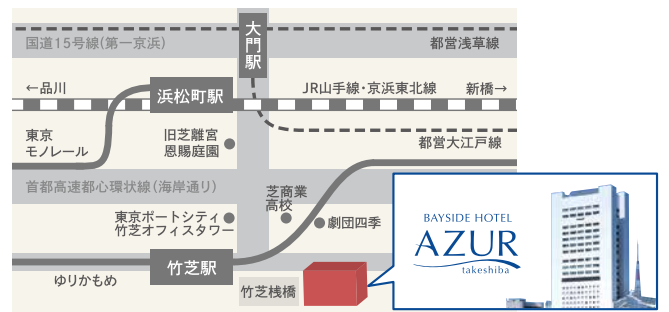 大門駅
国道15号線(第一京浜)
都営浅草線
←品川
浜松町駅
JR山手線・京浜東北線
新橋→
東京
モノレール
旧芝離宮
恩賜庭園
都営大江戸線
首都高速都心環状線(海岸通り)
芝商業
高校
東京ポートシティ
竹芝オフィスタワー
劇団四季
竹芝駅
ゆりかもめ
竹芝桟橋
BAYSIDE HOTEL
AZUR
takeshiba